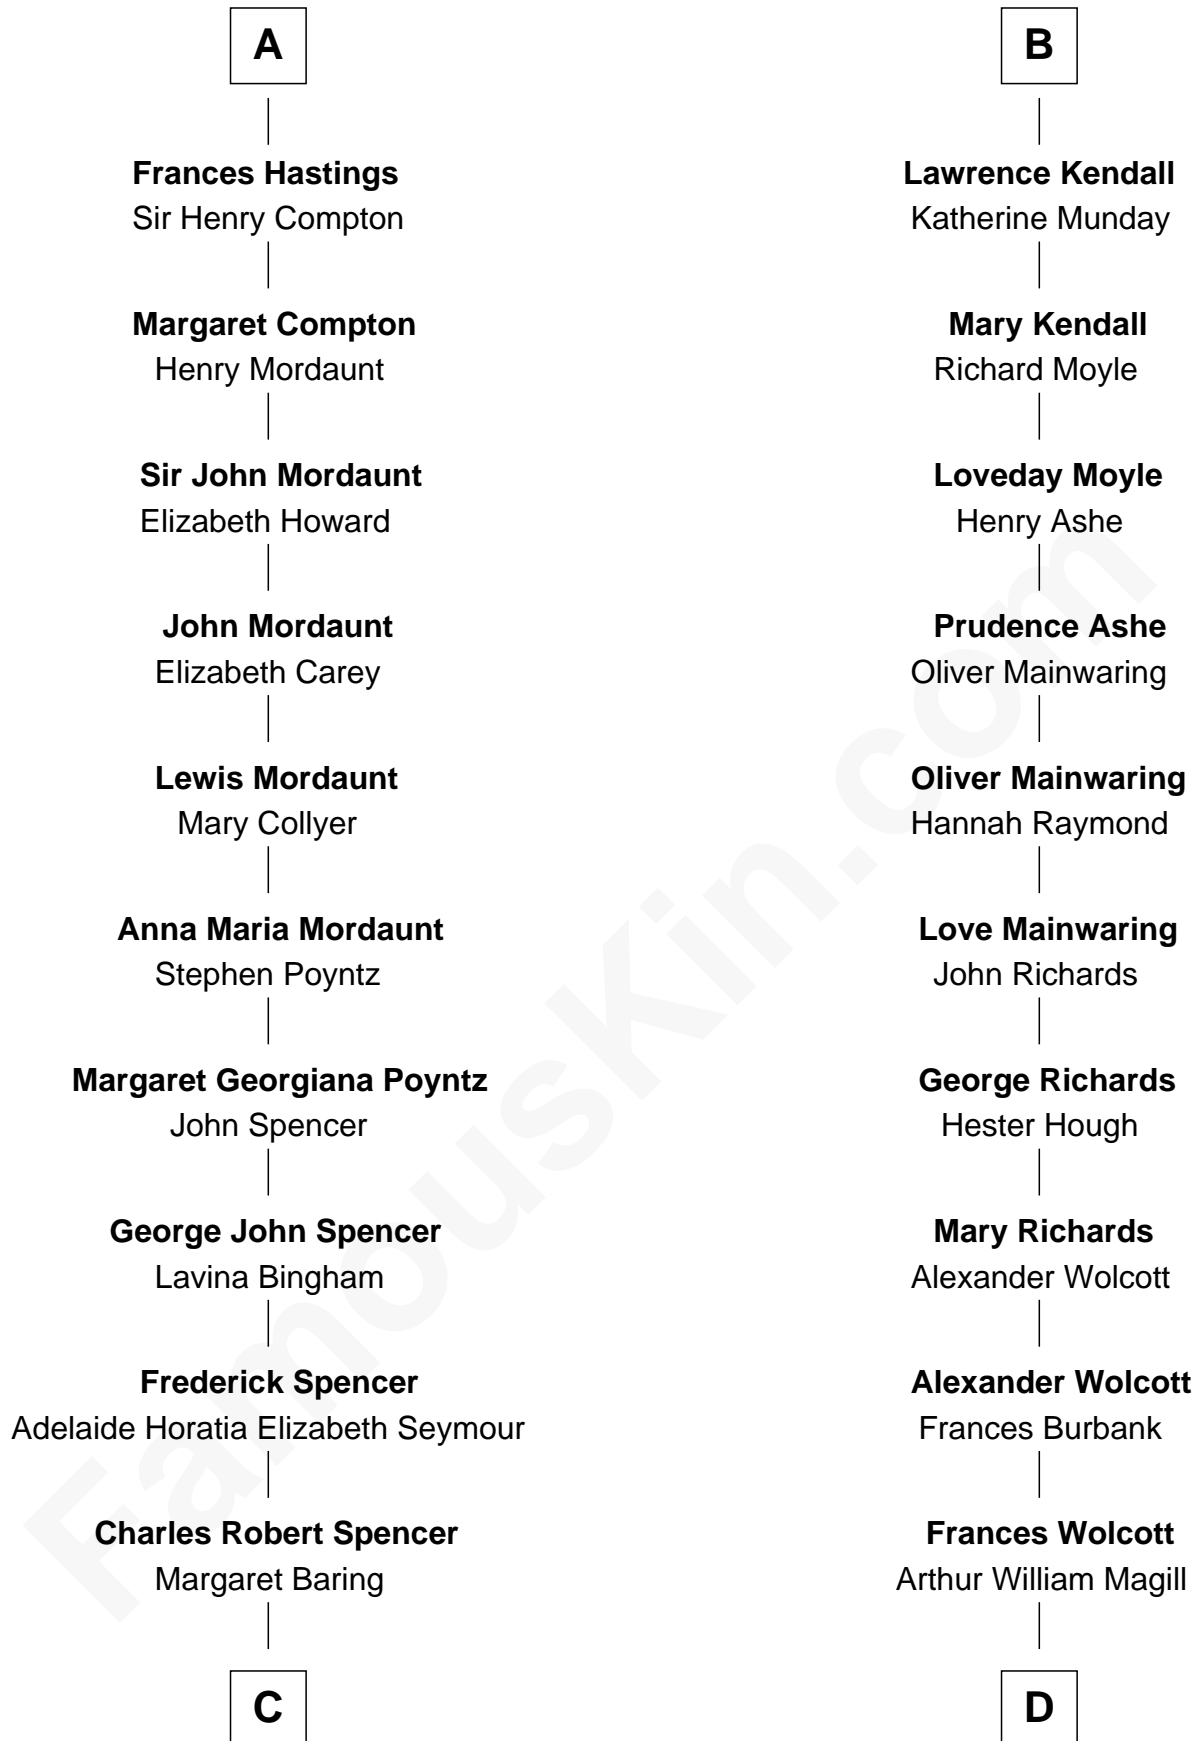 A
Frances Hastings
Sir Henry Compton
Margaret Compton
Henry Mordaunt
Sir John Mordaunt
Elizabeth Howard
John Mordaunt
Elizabeth Carey
Lewis Mordaunt
Mary Collyer
Anna Maria Mordaunt
Stephen Poyntz
Margaret Georgiana Poyntz
John Spencer
George John Spencer
Lavina Bingham
Frederick Spencer
Adelaide Horatia Elizabeth Seymour
Charles Robert Spencer
Margaret Baring
C
B
Lawrence Kendall
Katherine Munday
Mary Kendall
Richard Moyle
Loveday Moyle
Henry Ashe
Prudence Ashe
Oliver Mainwaring
Oliver Mainwaring
Hannah Raymond
Love Mainwaring
John Richards
George Richards
Hester Hough
Mary Richards
Alexander Wolcott
Alexander Wolcott
Frances Burbank
Frances Wolcott
Arthur William Magill
D
FamousKin.com